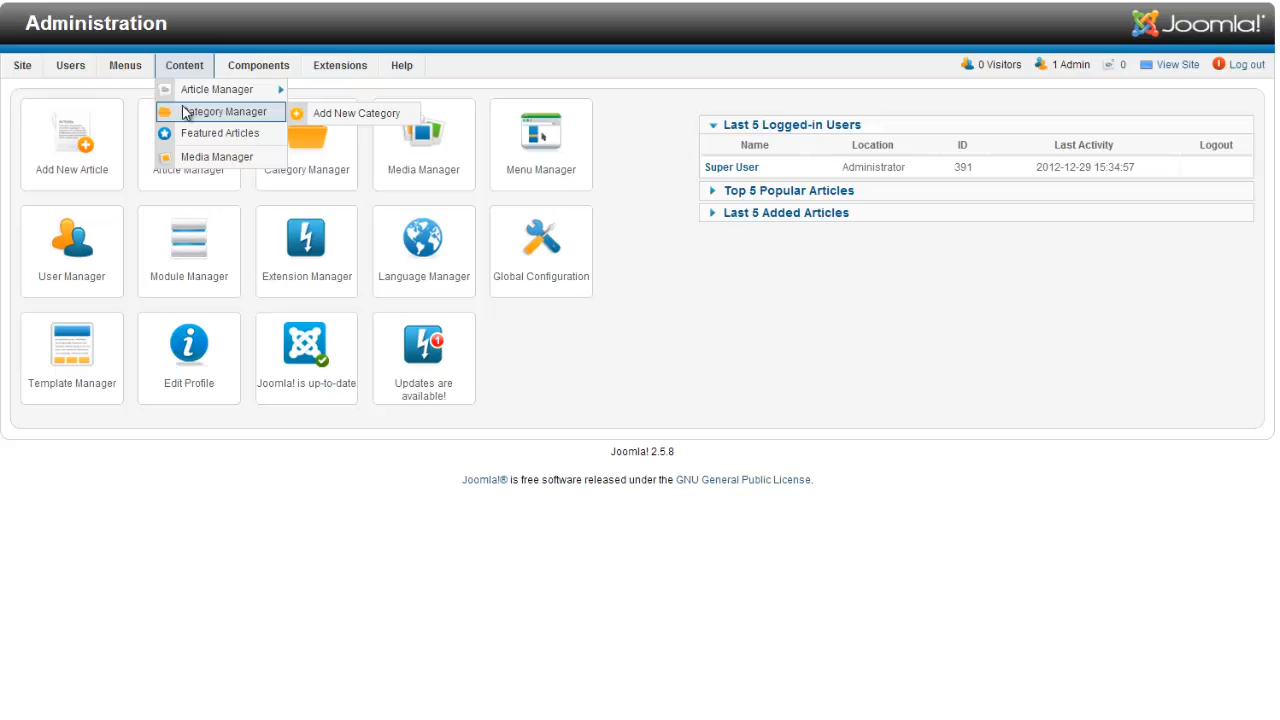 Administration
Joomla!
Site Users Menus Content Components Extensions Help
0 Visitors 1 Admin 0 View Site Log out
Article Manager
Category Manager
Add New Category
Featured Articles
Media Manager
Add New Article Article Manager Category Manager Media Manager Menu Manager
User Manager Module Manager Extension Manager Language Manager Global Configuration
Template Manager Edit Profile Joomla! is up-to-date Updates are
available!
1
Last 5 Logged-in Users
Name Location ID Last Activity Logout
Super User Administrator 391 2012-12-29 15:34:57
Top 5 Popular Articles
Last 5 Added Articles
Joomla! 2.5.8
Joomla!® is free software released under the GNU General Public License.